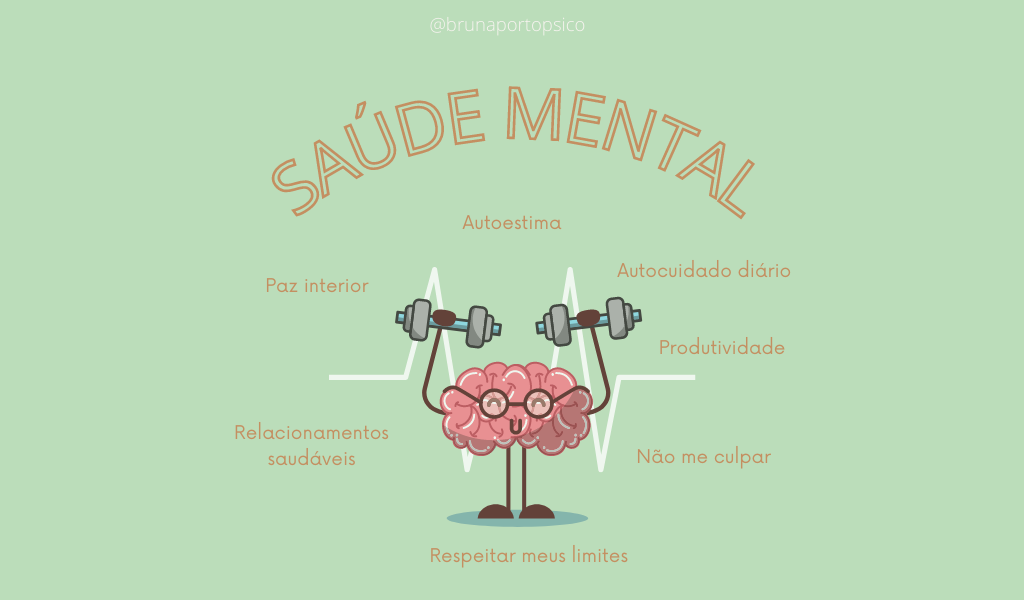 @brunaportopsico
SAÚDE MENTAL
Autoestima
Paz interior
Autocuidado diário
Produtividade
Relacionamentos
saudáveis
Não me culpar
Respeitar meus limites